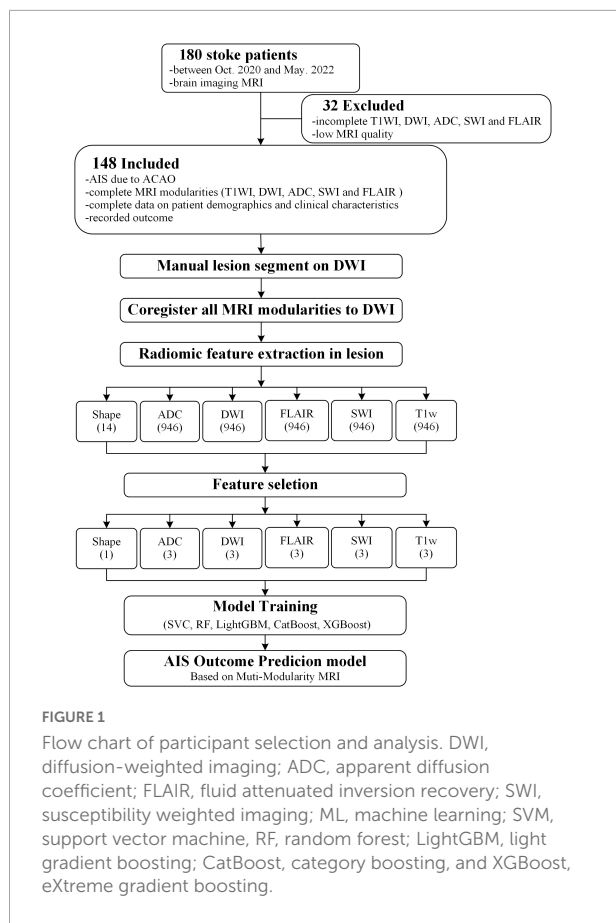 180 stoke patients
-between Oct. 2020 and May. 2022
-brain imaging MRI
32 Excluded
-incomplete T1WI, DWI, ADC, SWI and FLAIR
-low MRI quality
148 Included
-AIS due to ACAO
-complete MRI modularities (T1WI, DWI, ADC, SWI and FLAIR )
-complete data on patient demographics and clinical characteristics
-recorded outcome
Manual lesion segment on DWI
Coregister all MRI modularities to DWI
Radiomic feature extraction in lesion
Shape ADC DWI FLAIR SWI T1w
(14) (946) (946) (946) (946) (946)
Feature seletion
Shape ADC DWI FLAIR SWI T1w
(1) (3) (3) (3) (3) (3)
Model Training
(SVC, RF, LightGBM, CatBoost, XGBoost)
AIS Outcome Predicion model
Based on Muti-Modularity MRI
FIGURE 1
Flow chart of participant selection and analysis. DWI,
diffusion-weighted imaging; ADC, apparent diffusion
coefficient; FLAIR, fluid attenuated inversion recovery; SWI,
susceptibility weighted imaging; ML, machine learning; SVM,
support vector machine, RF, random forest; LightGBM, light
gradient boosting; CatBoost, category boosting, and XGBoost,
eXtreme gradient boosting.